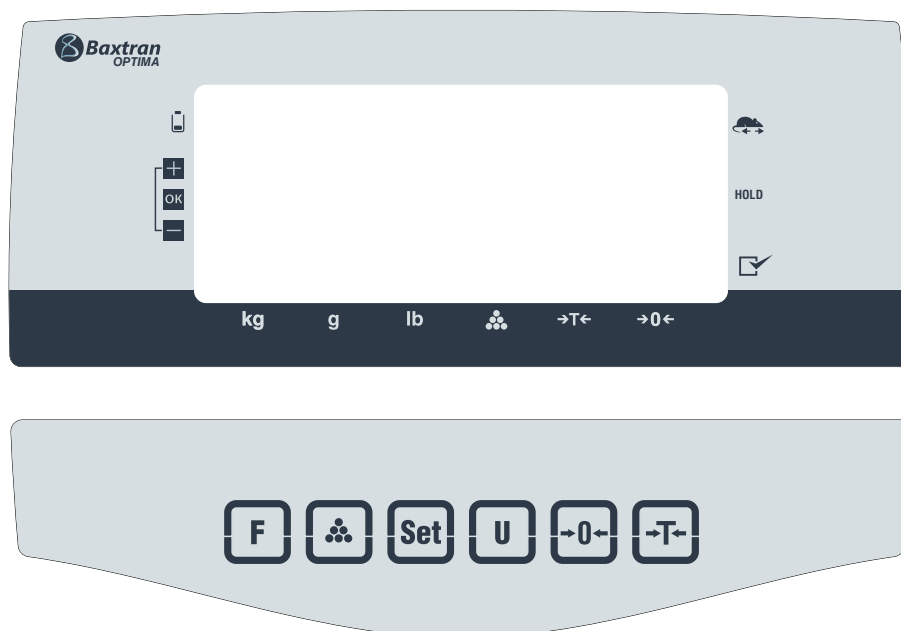 Baxtran
OPTIMA
+
OK
−
HOLD
kg g lb →T← →0←
F Set U →0← →T←